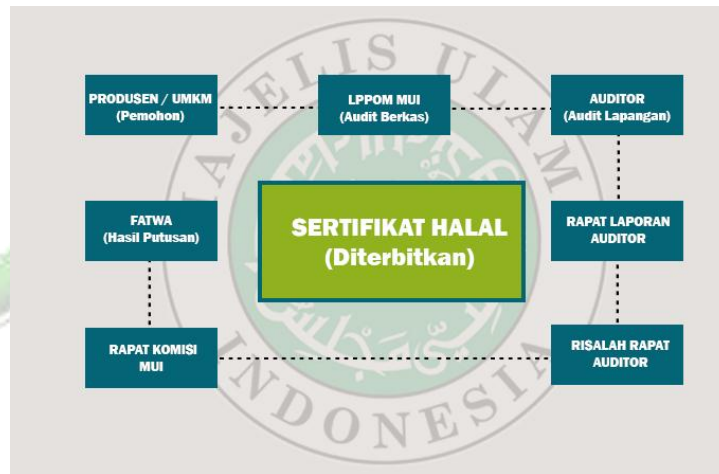 MAJELIS ULAMA
INDONESIA
PRODUSEN / UMKM
(Pemohon)
LPPOM MUI
(Audit Berkas)
AUDITOR
(Audit Lapangan)
FATWA
(Hasil Putusan)
SERTIFIKAT HALAL
(Diterbitkan)
RAPAT LAPORAN
AUDITOR
RAPAT KOMISI
MUI
RISALAH RAPAT
AUDITOR